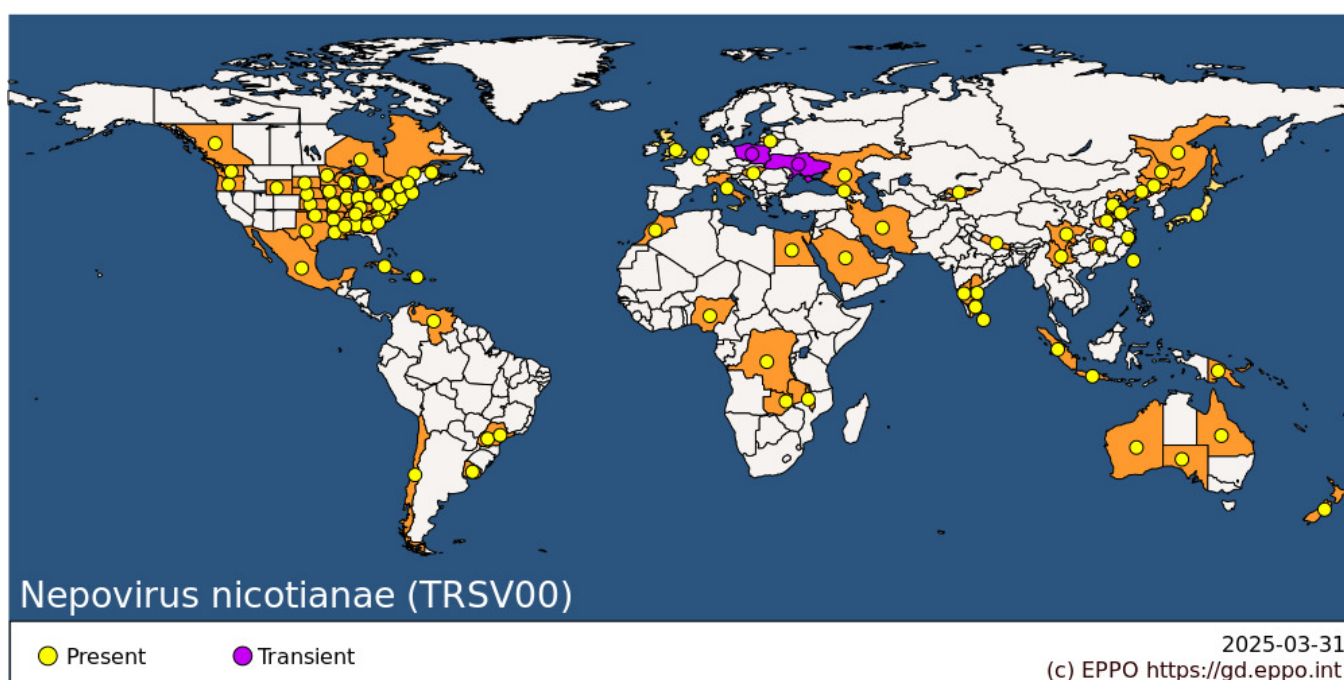 Nepovirus nicotianae (TRSV00)
Present
Transient
2025-03-31
(c) EPPO https://gd.eppo.int